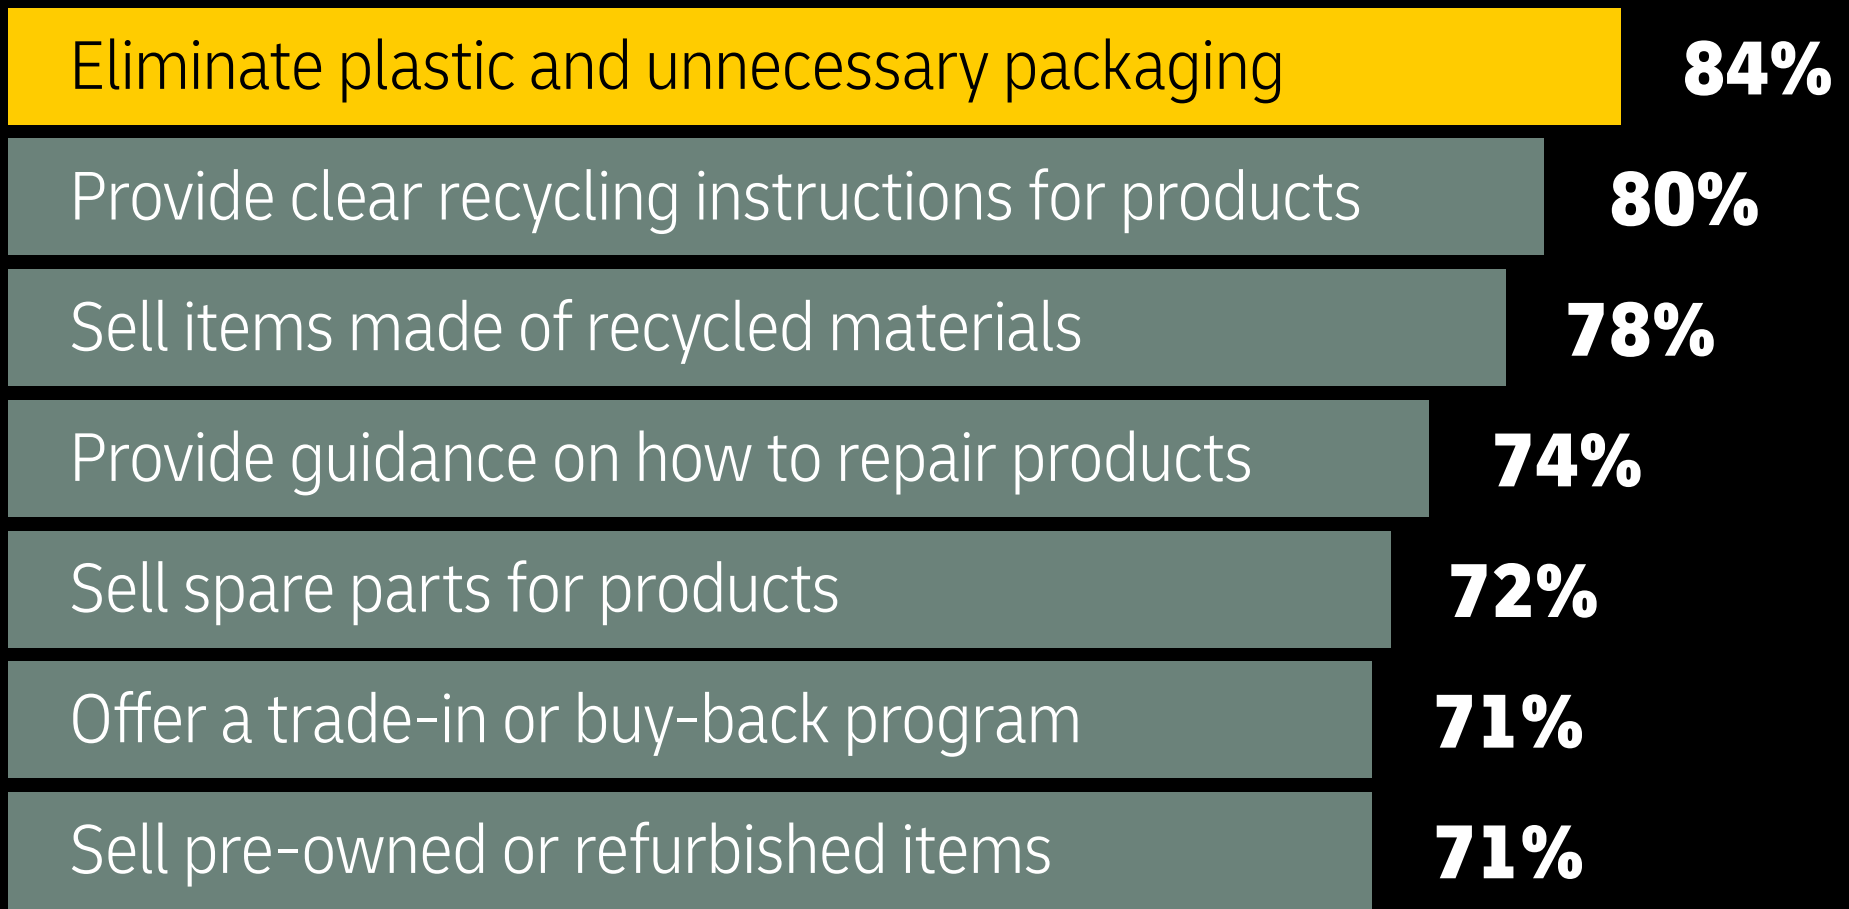 Eliminate plastic and unnecessary packaging 84%
Provide clear recycling instructions for products 80%
Sell items made of recycled materials 78%
Provide guidance on how to repair products 74%
Sell spare parts for products 72%
Offer a trade-in or buy-back program 71%
Sell pre-owned or refurbished items 71%